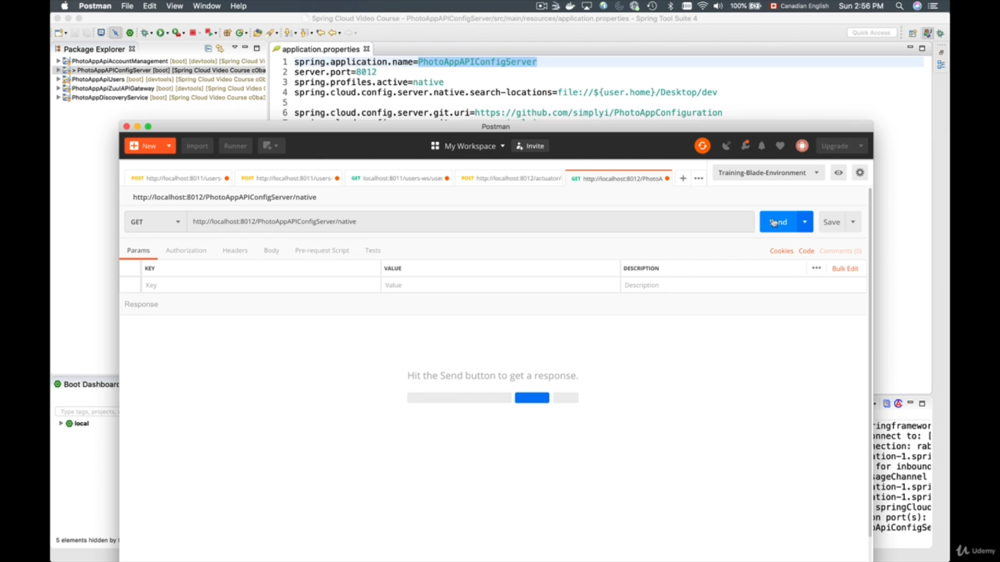 Postman File Edit View Window Help 100% Canadian English Sun 2:56 PM
Spring Cloud Video Course - PhotoAppAPIConfigServer/src/main/resources/application.properties - Spring Tool Suite 4
Quick Access
Package Explorer
application.properties
PhotoAppApiAccountManagement [boot] [devtools] [Spring Cloud Vi
> PhotoAppAPIConfigServer [boot] [Spring Cloud Video Course c0ba
PhotoAppApiUsers [boot] [devtools] [Spring Cloud Video Course c0
PhotoAppApiZuulAPIGateway [boot] [Spring Cloud Video Course c0
PhotoAppDiscoveryService [boot] [Spring Cloud Video Course c0ba3
1 spring.application.name=PhotoAppAPIConfigServer
2 server.port=8012
3 spring.profiles.active=native
4 spring.cloud.config.server.native.search-locations=file://${user.home}/Desktop/dev
5
6 spring.cloud.config.server.git.uri=https://github.com/simplyi/PhotoAppConfiguration
Postman
New Import Runner My Workspace Invite Upgrade
POST http://localhost:8011/users- POST http://localhost:8011/users- GET localhost:8011/users-ws/use POST http://localhost:8012/actuator/ GET http://localhost:8012/PhotoA + Training-Blade-Environment
http://localhost:8012/PhotoAppAPIConfigServer/native
GET http://localhost:8012/PhotoAppAPIConfigServer/native Send Save
Params Authorization Headers Body Pre-request Script Tests Cookies Code Comments (0)
KEY VALUE DESCRIPTION Bulk Edit
Key Value Description
Response
Hit the Send button to get a response.
Boot Dashboard
Type tags, projects,
local
5 elements hidden by f
ringframewor
onnect to: [
nection: rab
ation-1.spri
for inbound
sageChannel
ation-1.spri
ation-1.spri
springCloud
on port(s):
oApiConfigSe
Udemy